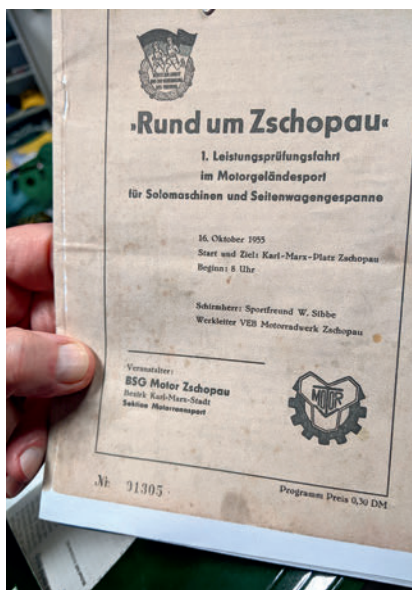 »Rund um Zschopau«
1. Leistungsprüfungsfahrt
im Motorgeländesport
für Solomaschinen und Seitenwagengespanne
16. Oktober 1955
Start und Ziel: Karl-Marx-Platz Zschopau
Beginn: 8 Uhr
Schirmherr: Sportfreund W. Sibbe
Werkleiter VEB Motorradwerk Zschopau
Veranstalter:
BSG Motor Zschopau
Bezirk Karl-Marx-Stadt
Sektion Motorrennsport
MOTOR
№ 01305
Programm Preis 0,30 DM